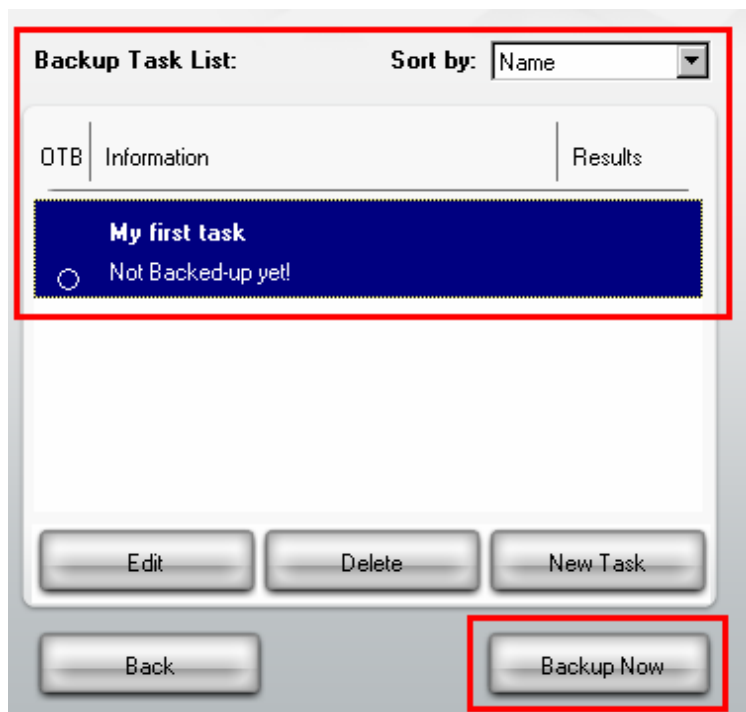 Backup Task List: Sort by: Name
OTB Information Results
My first task
Not Backed-up yet!
Edit Delete New Task
Back Backup Now